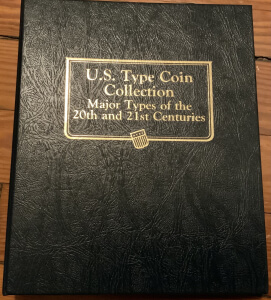 U.S. Type Coin
Collection
Major Types of the
20th and 21st Centuries